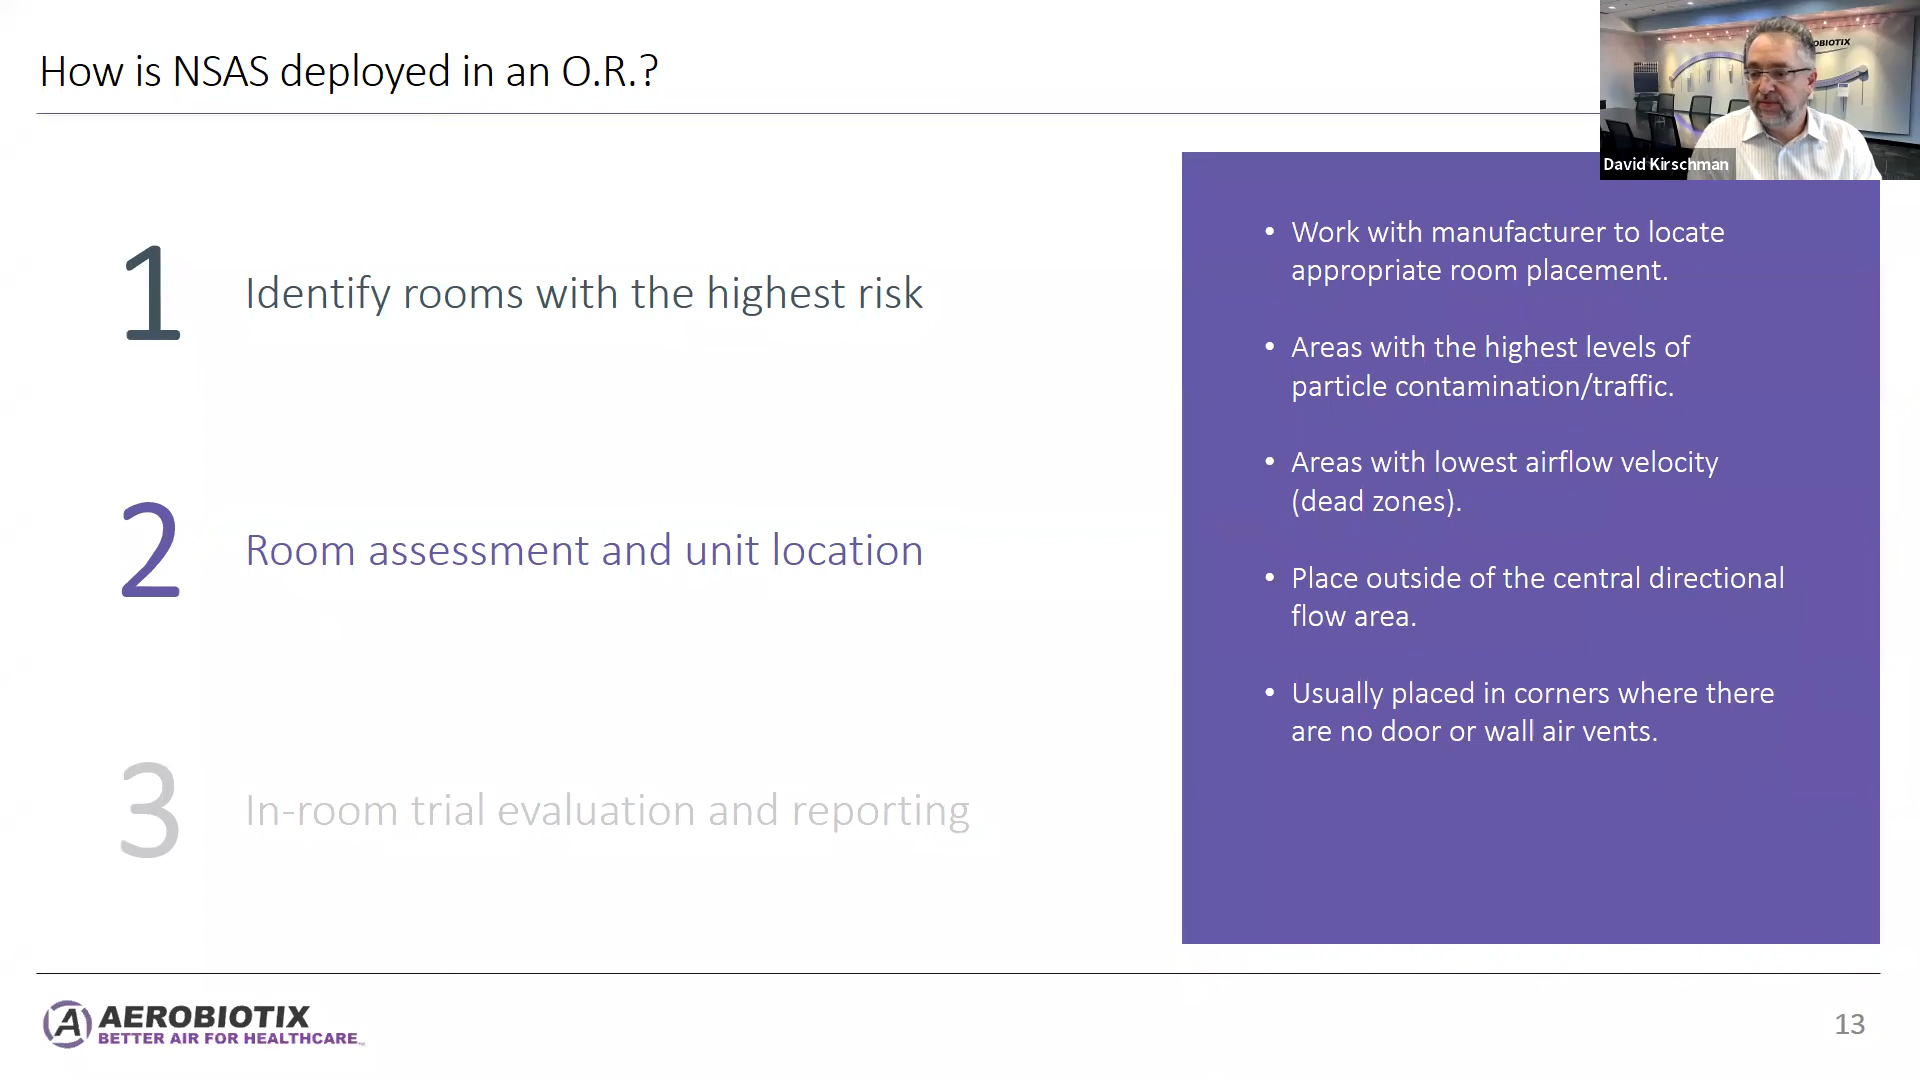 How is NSAS deployed in an O.R.?
OBIOTIX
David Kirschman
1
Identify rooms with the highest risk
2
Room assessment and unit location
3
In-room trial evaluation and reporting
• Work with manufacturer to locate
appropriate room placement.
• Areas with the highest levels of
particle contamination/traffic.
• Areas with lowest airflow velocity
(dead zones).
• Place outside of the central directional
flow area.
• Usually placed in corners where there
are no door or wall air vents.
A AEROBIOTIX
BETTER AIR FOR HEALTHCARE™
13